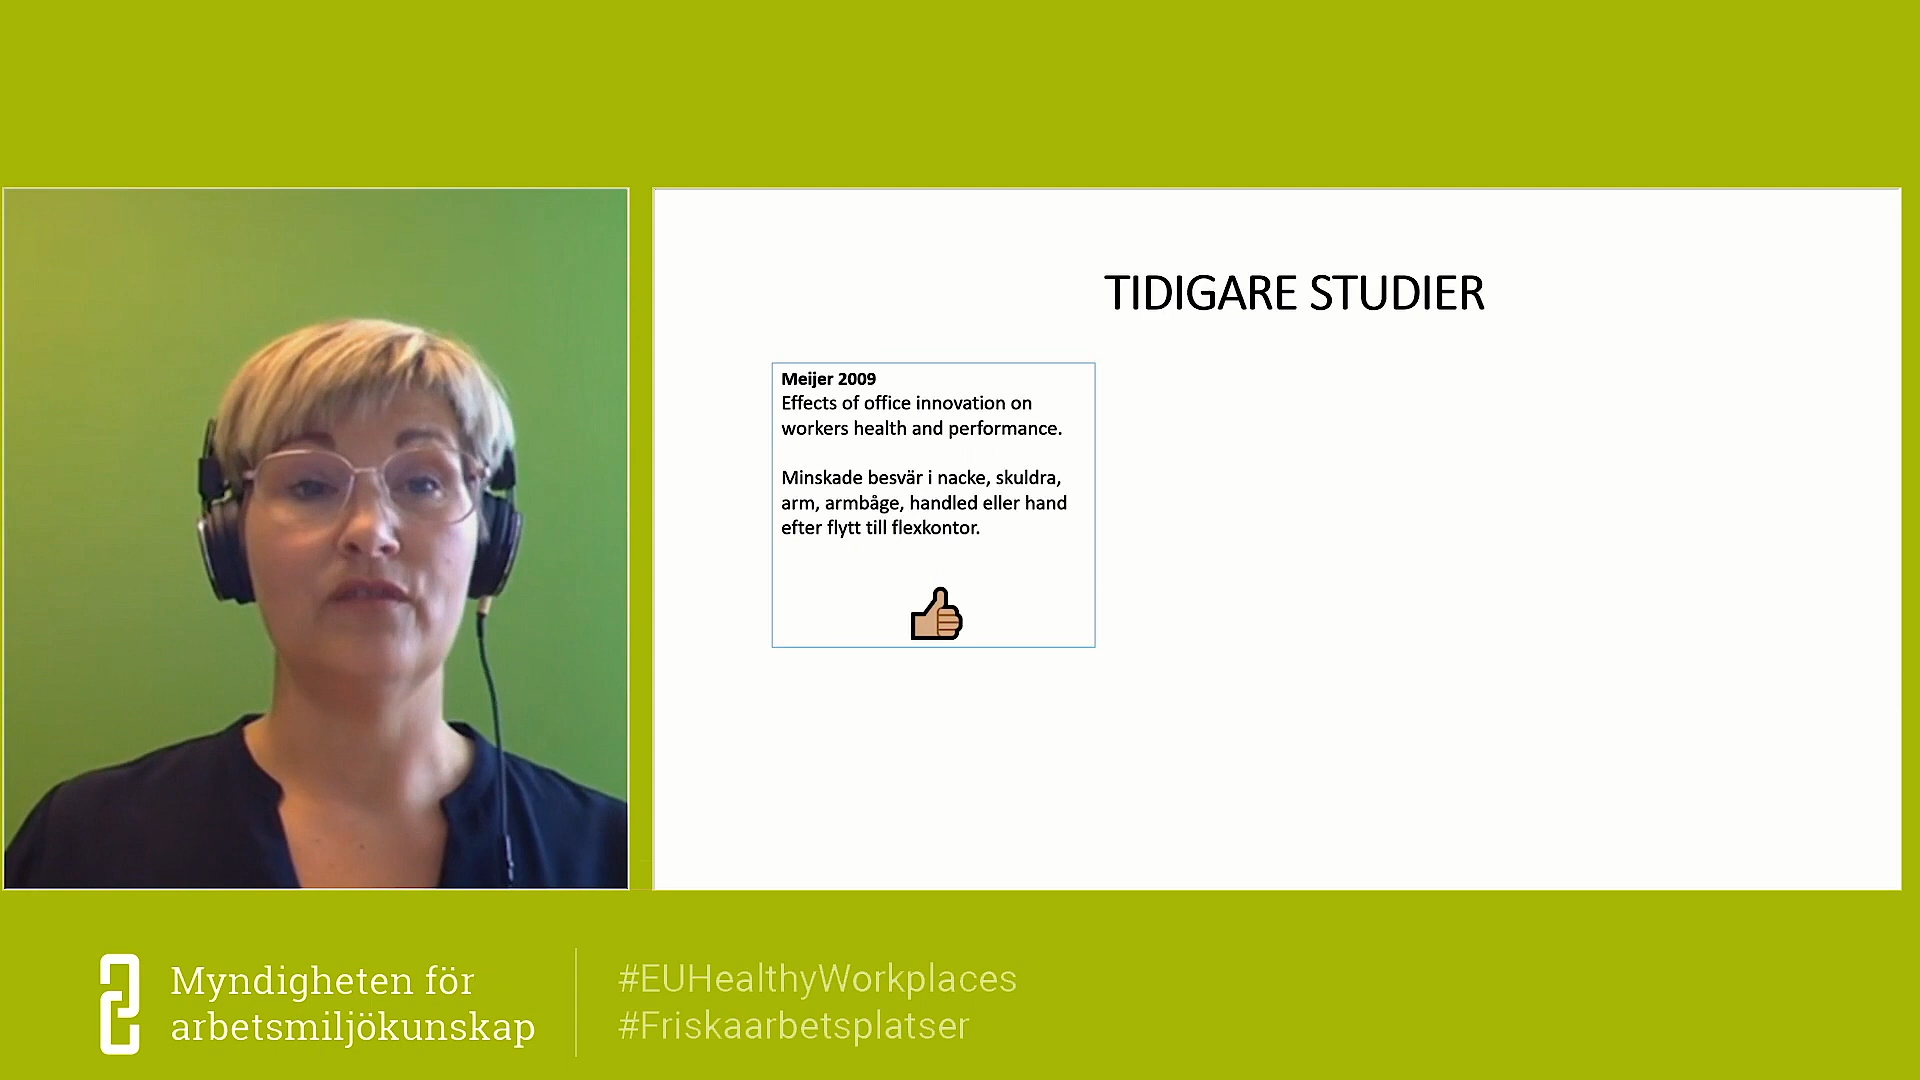 TIDIGARE STUDIER
Meijer 2009
Effects of office innovation on
workers health and performance.
Minskade besvär i nacke, skuldra,
arm, armbåge, handled eller hand
efter flytt till flexkontor.
Myndigheten för
arbetsmiljökunskap
#EUHealthyWorkplaces
#Friskaarbetsplatser